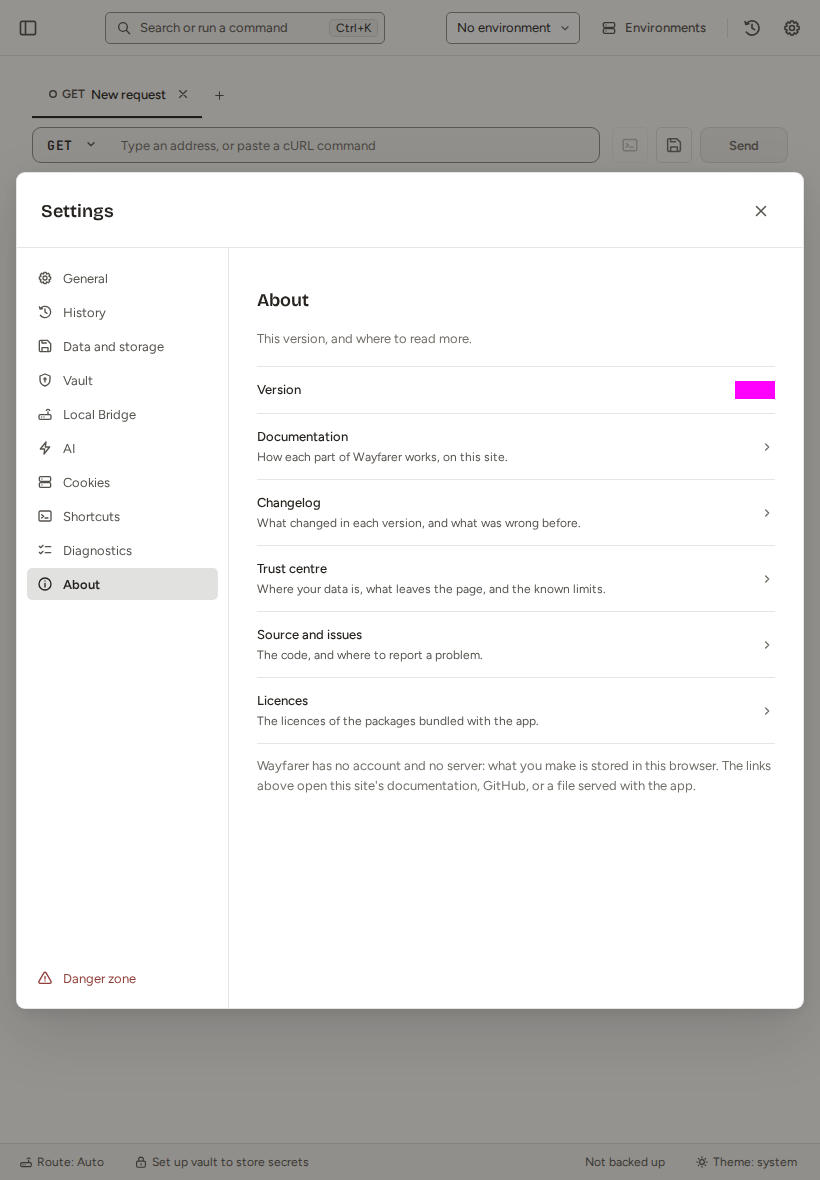 Search or run a command
Ctrl+K
No environment
Environments
GET New request
GET
Type an address, or paste a cURL command
Send
Settings
General
History
Data and storage
Vault
Local Bridge
AI
Cookies
Shortcuts
Diagnostics
About
Danger zone
About
This version, and where to read more.
Version
Documentation
How each part of Wayfarer works, on this site.
Changelog
What changed in each version, and what was wrong before.
Trust centre
Where your data is, what leaves the page, and the known limits.
Source and issues
The code, and where to report a problem.
Licences
The licences of the packages bundled with the app.
Wayfarer has no account and no server: what you make is stored in this browser. The links
above open this site's documentation, GitHub, or a file served with the app.
Route: Auto
Set up vault to store secrets
Not backed up
Theme: system